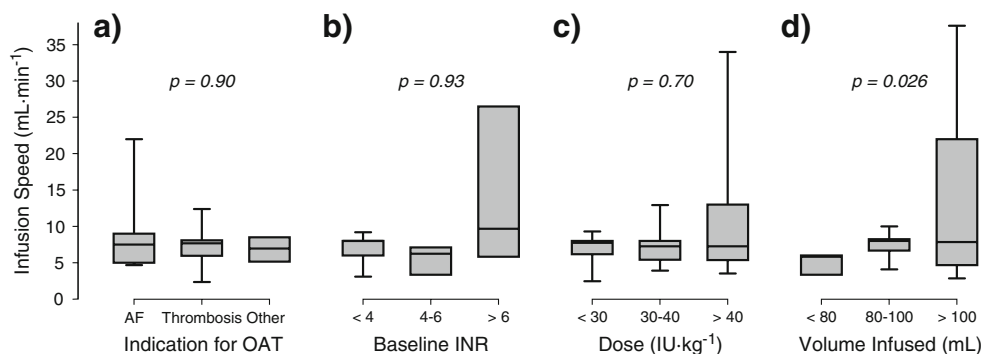 a) b) c) d)
p = 0.90 p = 0.93 p = 0.70 p = 0.026
Infusion Speed (mL·min⁻¹)
35
30
25
20
15
10
5
0
AF Thrombosis Other < 4 4-6 > 6 < 30 30-40 > 40 < 80 80-100 > 100
Indication for OAT Baseline INR Dose (IU·kg⁻¹) Volume Infused (mL)